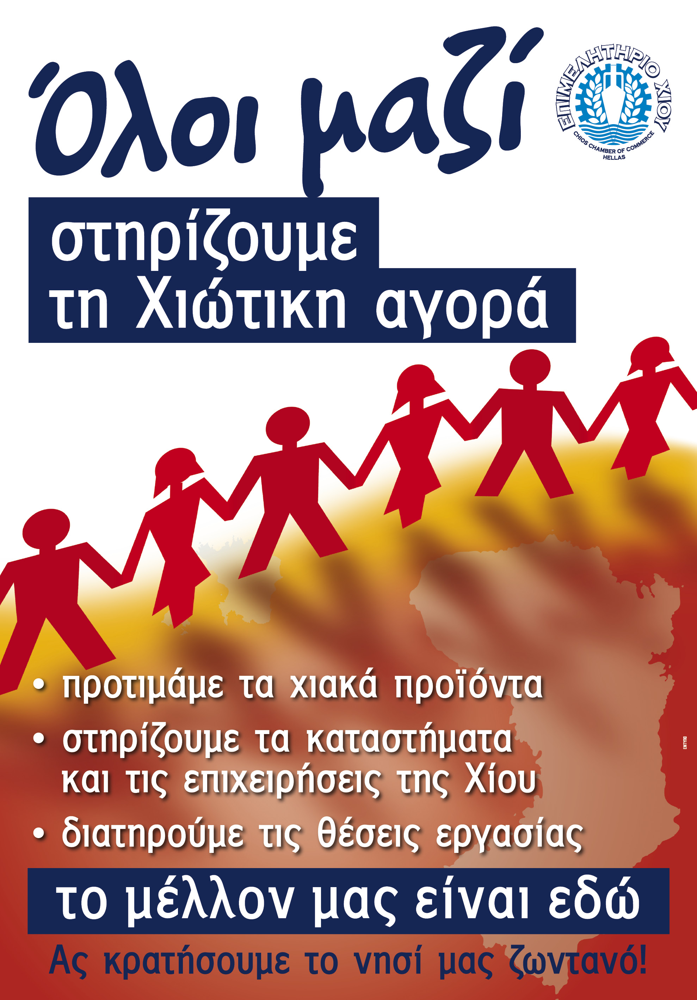 Όλοι μαζί
ΕΠΙΜΕΛΗΤΗΡΙΟ ΧΙΟΥ
CHIOS CHAMBER OF COMMERCE
HELLAS
στηρίζουμε
τη Χιώτικη αγορά
• προτιμάμε τα χιακά προϊόντα
• στηρίζουμε τα καταστήματα
και τις επιχειρήσεις της Χίου
• διατηρούμε τις θέσεις εργασίας
ΕΝΤΥΠΟ
το μέλλον μας είναι εδώ
Ας κρατήσουμε το νησί μας ζωντανό!